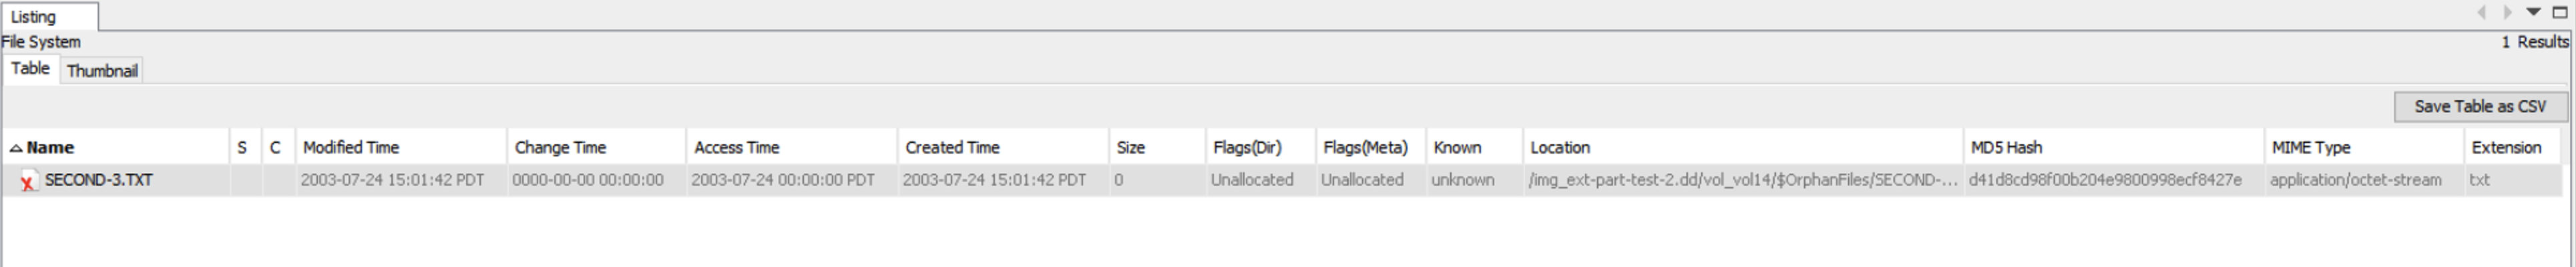 Listing
File System
1 Results
Table Thumbnail
Save Table as CSV
Name S C Modified Time Change Time Access Time Created Time Size Flags(Dir) Flags(Meta) Known Location MD5 Hash MIME Type Extension
SECOND-3.TXT 2003-07-24 15:01:42 PDT 0000-00-00 00:00:00 2003-07-24 00:00:00 PDT 2003-07-24 15:01:42 PDT 0 Unallocated Unallocated unknown /img_ext-part-test-2.dd/vol_vol14/$OrphanFiles/SECOND-... d41d8cd98f00b204e9800998ecf8427e application/octet-stream txt